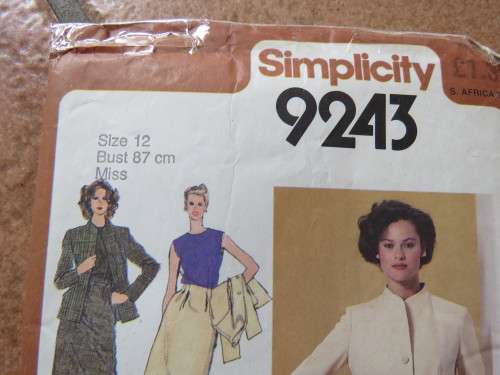 Simplicity
9243
S. AFRICA
Size 12
Bust 87 cm
Miss